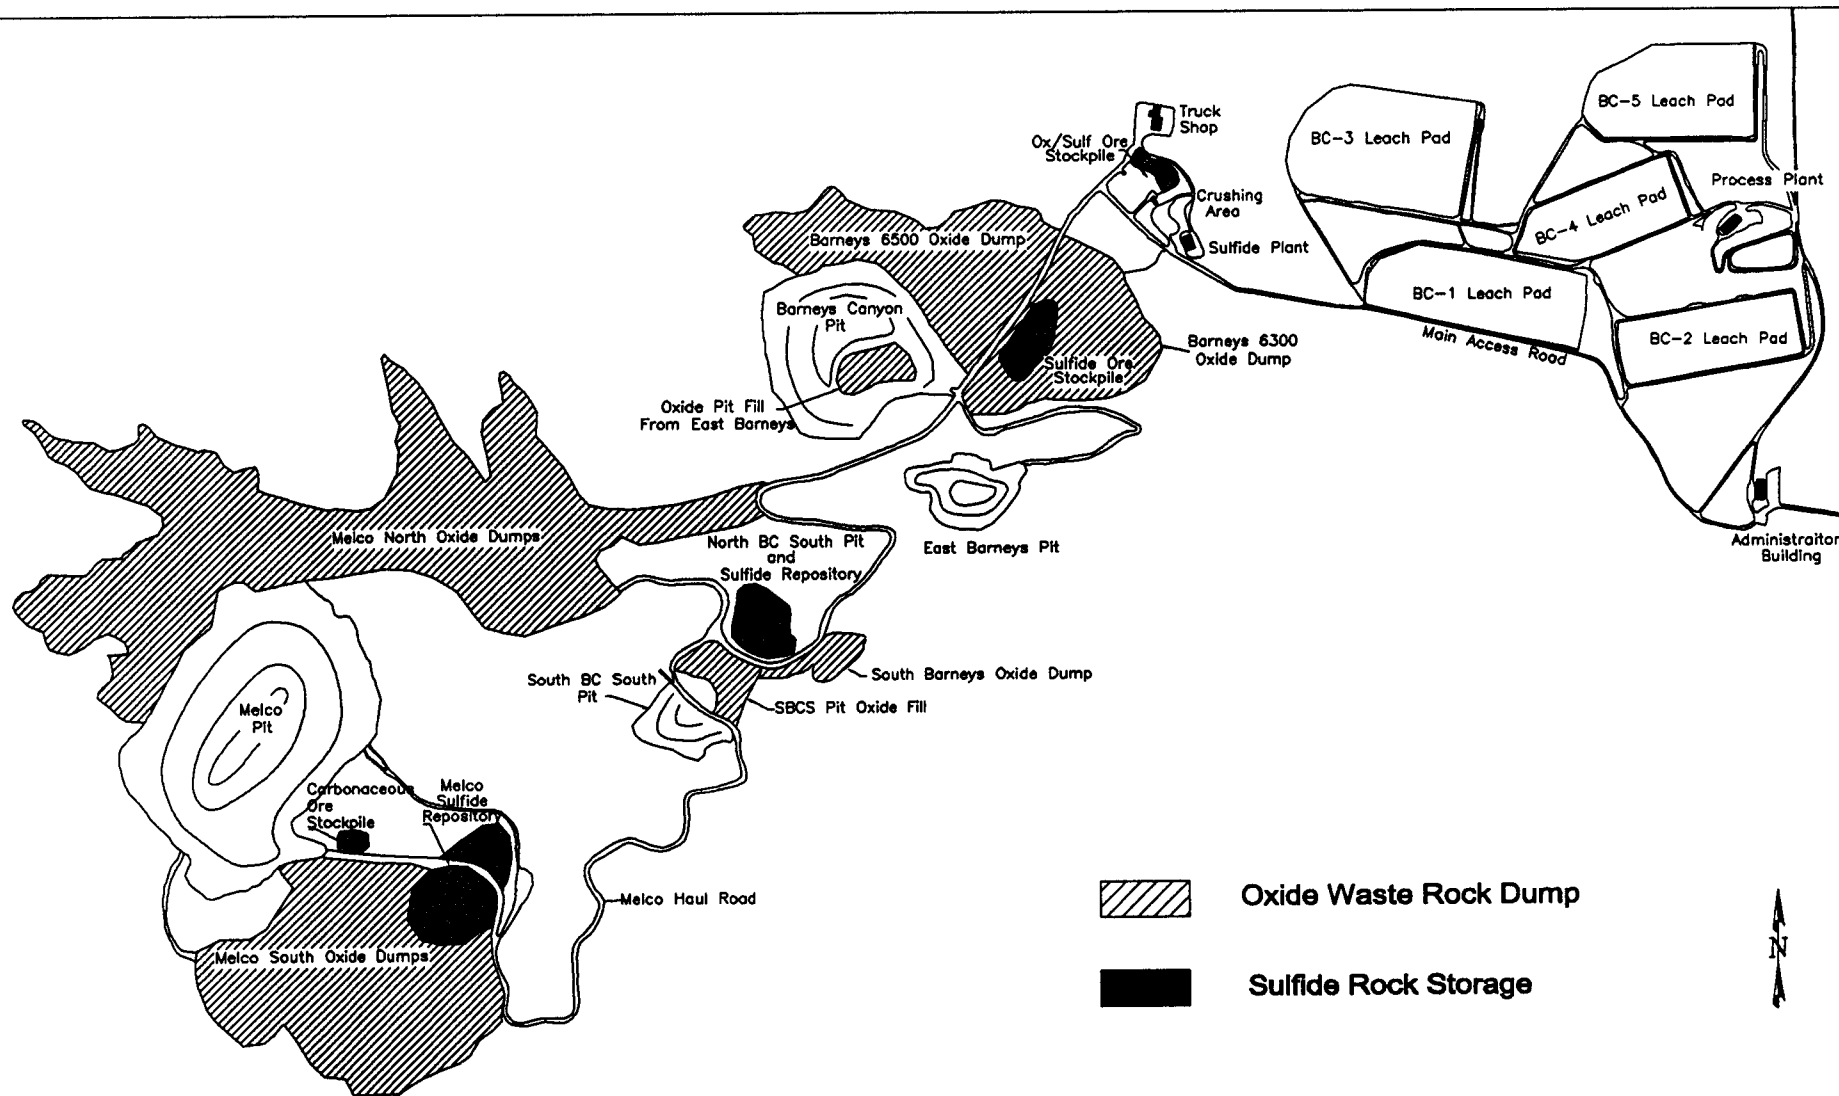 BC-5 Leach Pad
Truck
Shop
BC-3 Leach Pad
Ox/Sulf Ore
Stockpile
Process Plant
Crushing
Area
BC-4 Leach Pad
Barneys 6500 Oxide Dump
Sulfide Plant
BC-1 Leach Pad
Barneys Canyon
Pit
Main Access Road
BC-2 Leach Pad
Barneys 6300
Oxide Dump
Sulfide Ore
Stockpile
Oxide Pit Fill
From East Barneys
Melco North Oxide Dumps
North BC South Pit
and
Sulfide Repository
East Barneys Pit
Administraitor
Building
South BC South
Pit
South Barneys Oxide Dump
SBCS Pit Oxide Fill
Melco
Pit
Carbonaceous
Ore
Stockpile
Melco
Sulfide
Repository
Melco Haul Road
Melco South Oxide Dumps
Oxide Waste Rock Dump
Sulfide Rock Storage
N